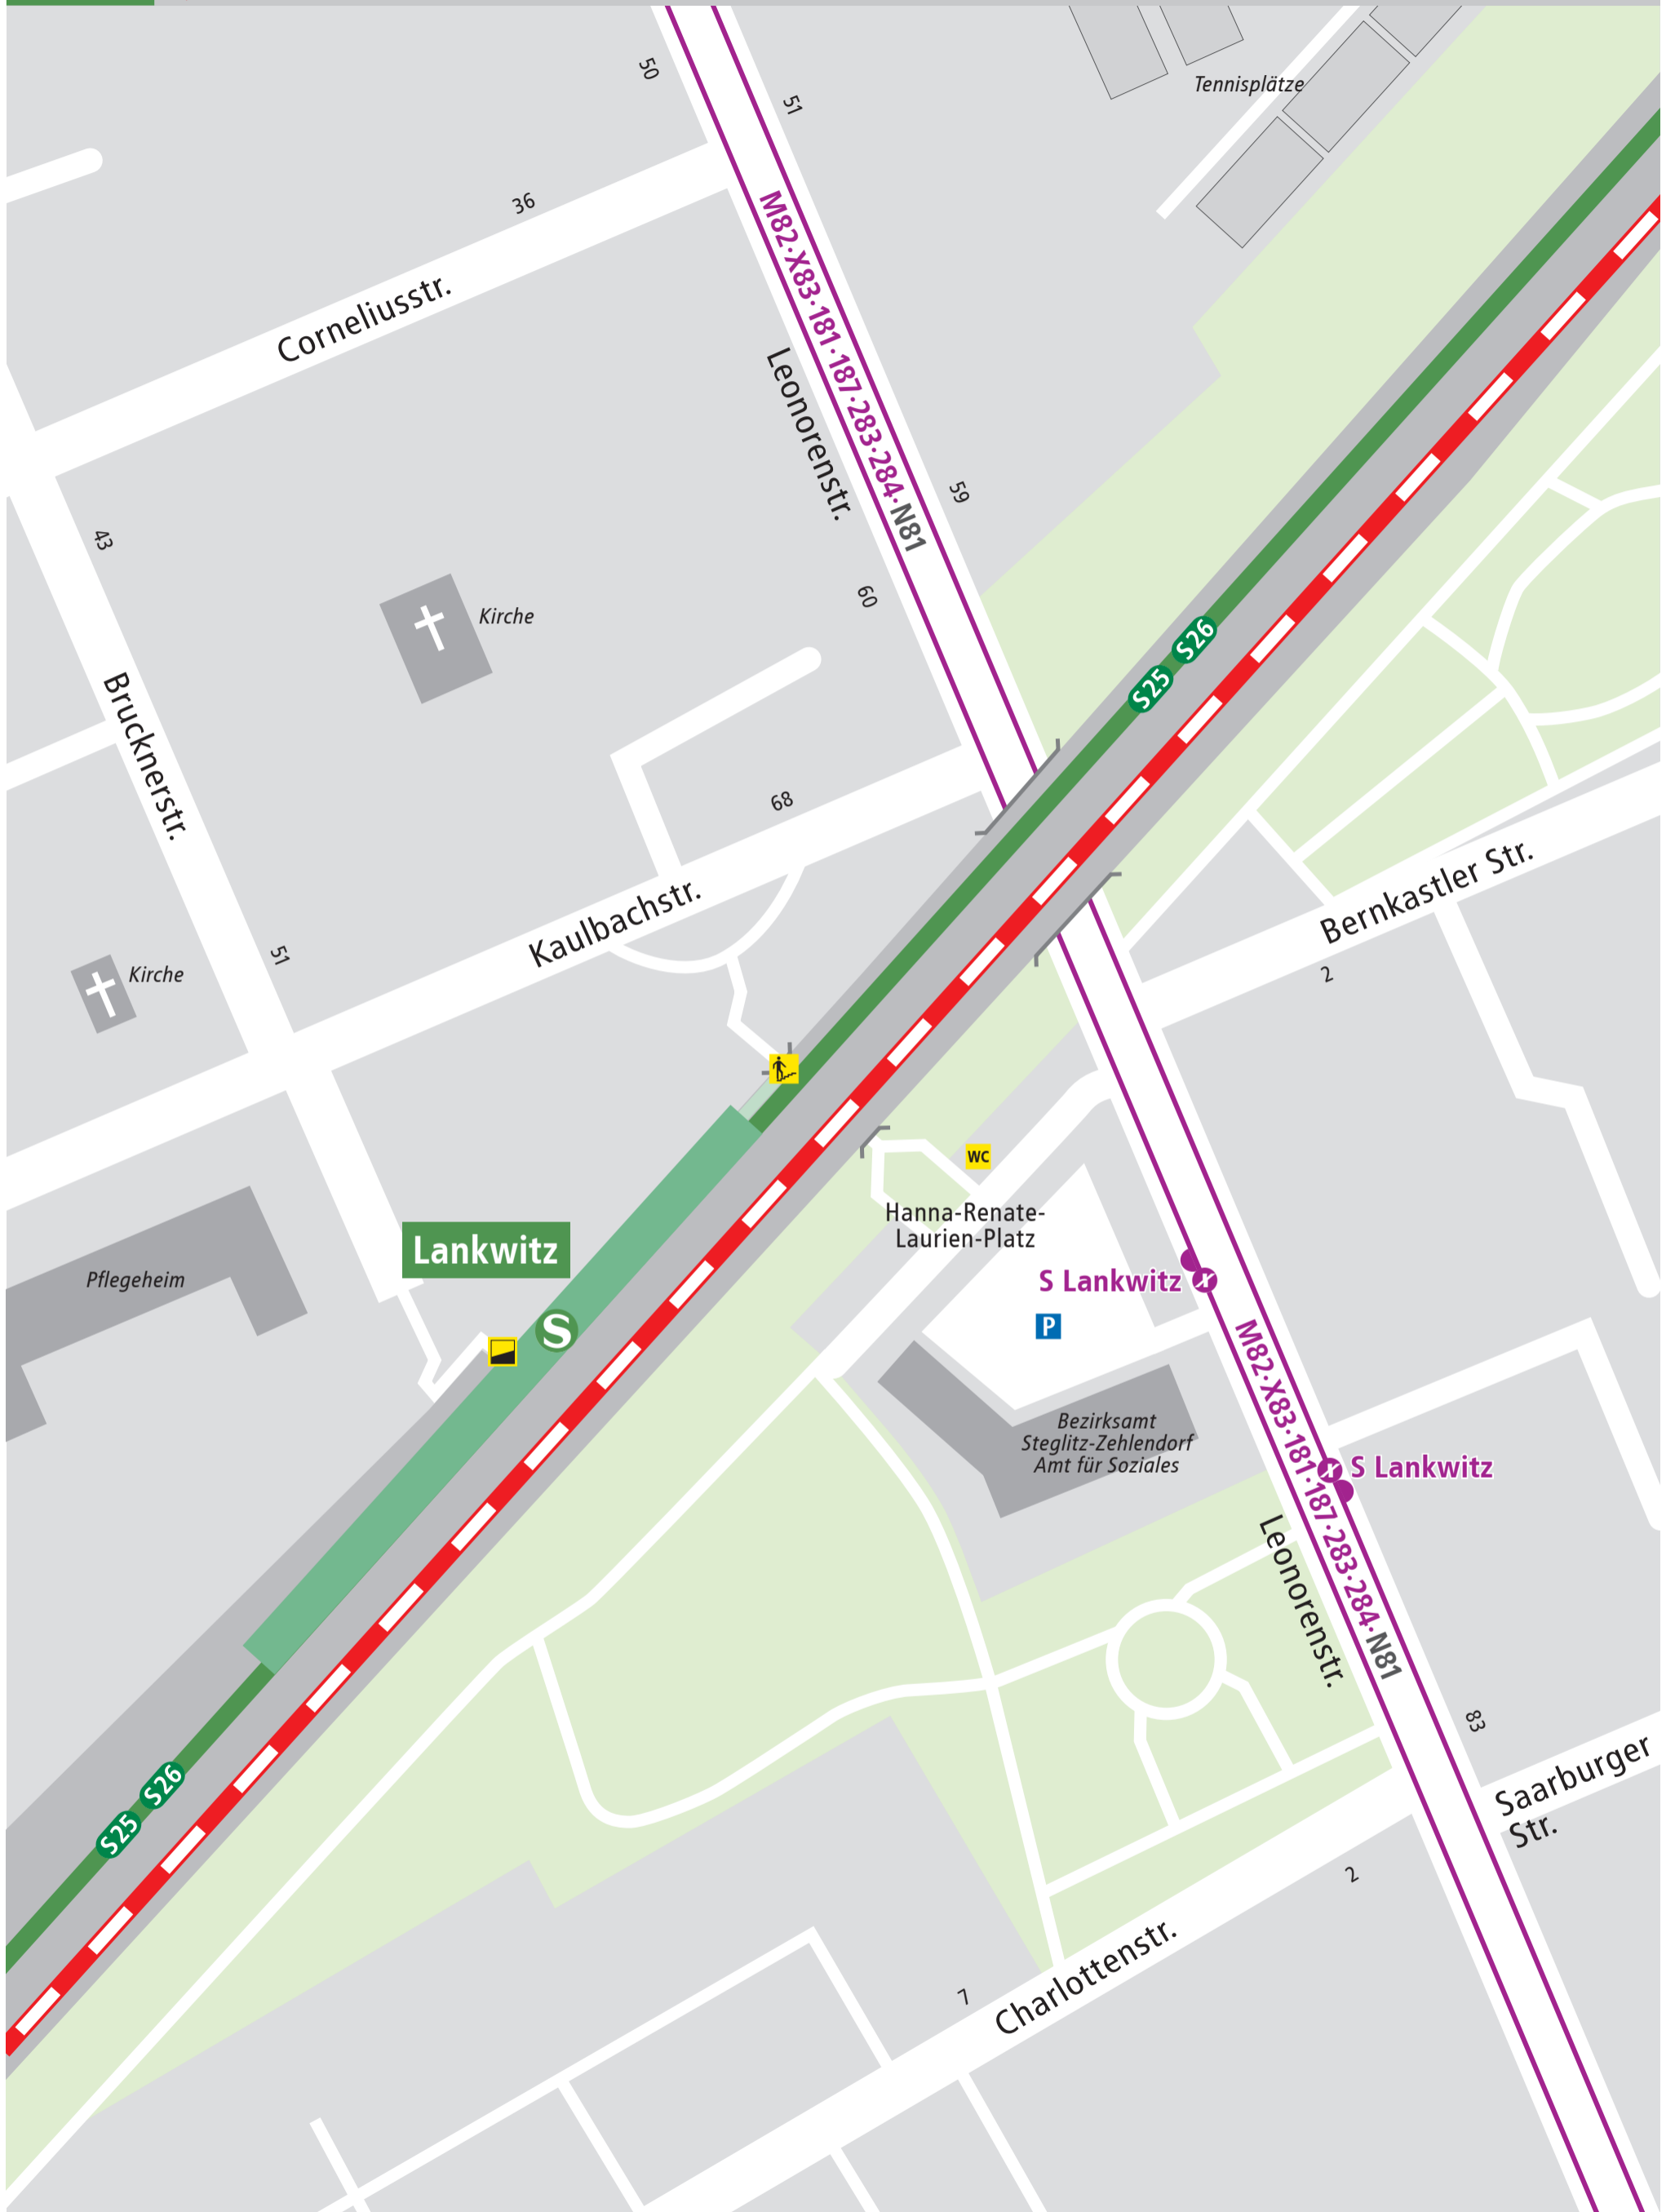 50
51
Tennisplätze
36
Corneliusstr.
M82·X83·181·187·283·284·N81
Leonorenstr.
59
43
60
Kirche
S25
S26
Brucknerstr.
68
Kaulbachstr.
Bernkastler Str.
51
Kirche
2
WC
Hanna-Renate-
Laurien-Platz
Lankwitz
Pflegeheim
S
S Lankwitz
P
M82·X83·181·187·283·284·N81
Bezirksamt
Steglitz-Zehlendorf
Amt für Soziales
S Lankwitz
Leonorenstr.
83
S25
S26
Saarburger
Str.
2
Charlottenstr.
7